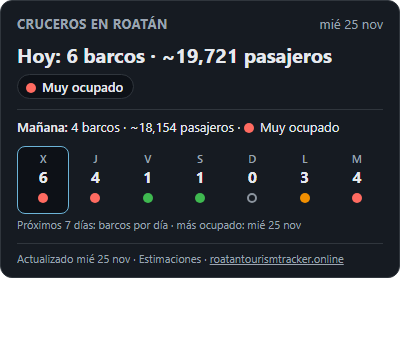 CRUCEROS EN ROATÁN mié 25 nov
Hoy: 6 barcos · ~19,721 pasajeros
Muy ocupado
Mañana: 4 barcos · ~18,154 pasajeros · Muy ocupado
X J V S D L M
6 4 1 1 0 3 4
Próximos 7 días: barcos por día · más ocupado: mié 25 nov
Actualizado mié 25 nov · Estimaciones · roatantourismtracker.online